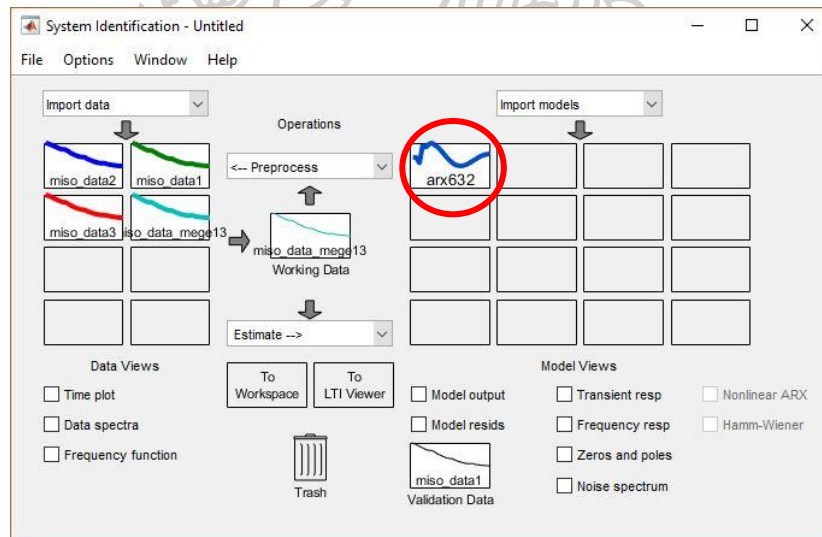 System Identification - Untitled
File Options Window Help
Import data
Operations
Import models
<-- Preprocess
miso_data2
miso_data1
arx632
miso_data3
iso_data_mege13
miso_data_mege13
Working Data
Estimate -->
Data Views
To Workspace
To LTI Viewer
Model Views
Time plot
Data spectra
Frequency function
Model output
Transient resp
Nonlinear ARX
Model resids
Frequency resp
Hamm-Wiener
Zeros and poles
Noise spectrum
Trash
miso_data1
Validation Data